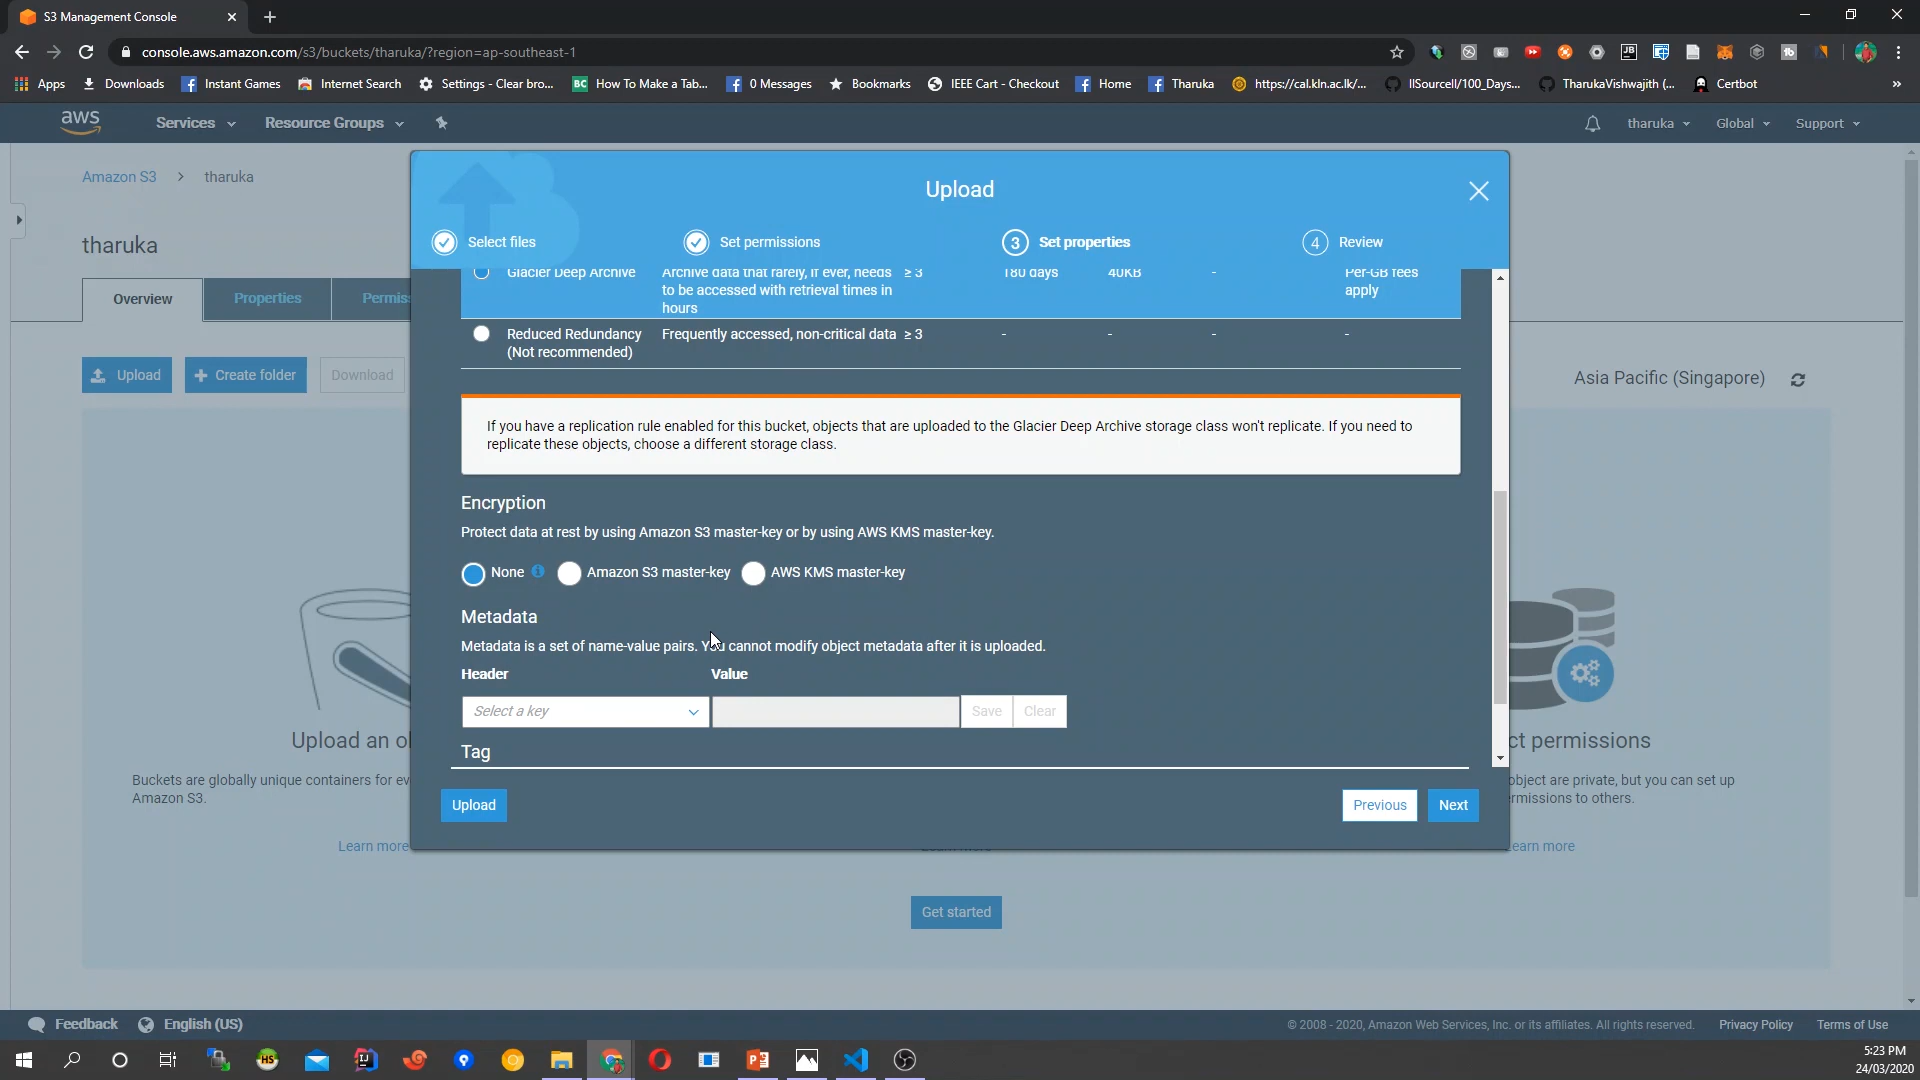 S3 Management Console
console.aws.amazon.com/s3/buckets/tharuka/?region=ap-southeast-1
Apps
Downloads
Instant Games
Internet Search
Settings - Clear bro...
BC
How To Make a Tab...
0 Messages
Bookmarks
IEEE Cart - Checkout
Home
Tharuka
https://cal.kln.ac.lk/...
llSourcell/100_Days...
TharukaVishwajith (...
Certbot
»
aws
Services
Resource Groups
tharuka
Global
Support
Amazon S3 > tharuka
Upload
Select files
Set permissions
3 Set properties
4 Review
tharuka
Overview
Properties
Permis
Upload
Create folder
Download
Asia Pacific (Singapore)
Glacier Deep Archive
Archive data that rarely, if ever, needs
to be accessed with retrieval times in
hours
≥ 3
180 days
40KB
-
Per-GB fees
apply
Reduced Redundancy
(Not recommended)
Frequently accessed, non-critical data
≥ 3
-
-
-
-
If you have a replication rule enabled for this bucket, objects that are uploaded to the Glacier Deep Archive storage class won't replicate. If you need to
replicate these objects, choose a different storage class.
Encryption
Protect data at rest by using Amazon S3 master-key or by using AWS KMS master-key.
None
Amazon S3 master-key
AWS KMS master-key
Metadata
Metadata is a set of name-value pairs. You cannot modify object metadata after it is uploaded.
Header
Value
Select a key
Save
Clear
Tag
Upload
Previous
Next
Upload an o
Buckets are globally unique containers for ev
Amazon S3.
Learn more
ct permissions
object are private, but you can set up
ermissions to others.
Learn more
earn more
Get started
Feedback
English (US)
© 2008 - 2020, Amazon Web Services, Inc. or its affiliates. All rights reserved.
Privacy Policy
Terms of Use
5:23 PM
24/03/2020